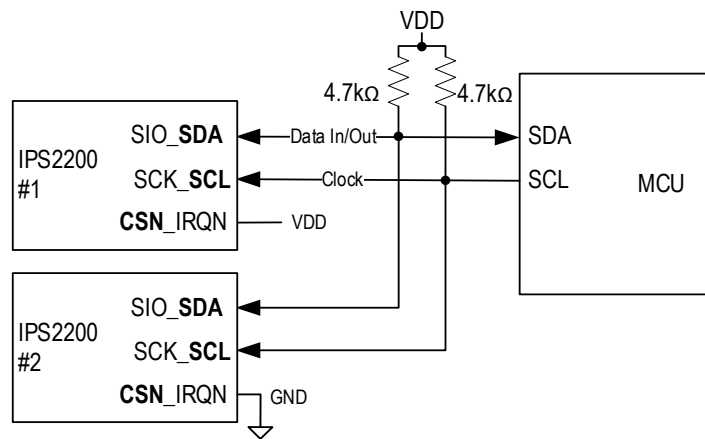 VDD
4.7kΩ
4.7kΩ
IPS2200
#1
SIO_SDA
SCK_SCL
CSN_IRQN
Data In/Out
Clock
VDD
SDA
SCL
MCU
IPS2200
#2
SIO_SDA
SCK_SCL
CSN_IRQN
GND